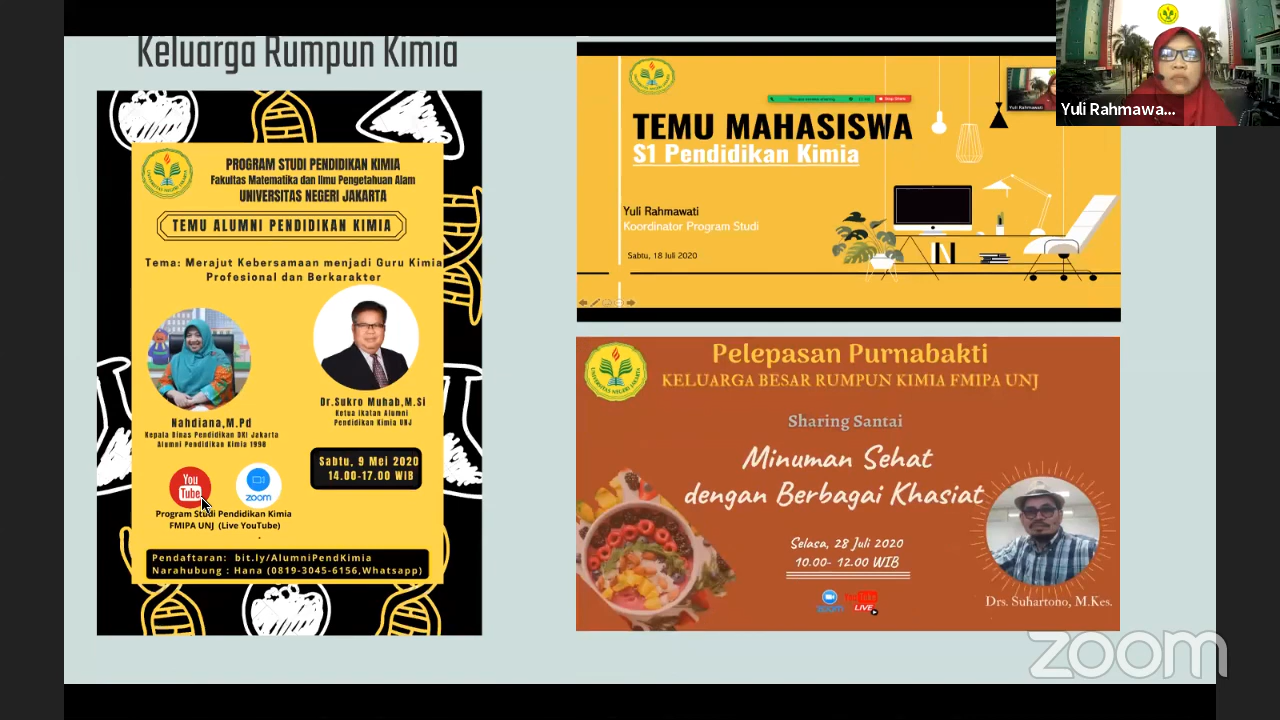 Keluarga Rumpun Kimia
PROGRAM STUDI PENDIDIKAN KIMIA
Fakultas Matematika dan Ilmu Pengetahuan Alam
UNIVERSITAS NEGERI JAKARTA
TEMU ALUMNI PENDIDIKAN KIMIA
Tema: Merajut Kebersamaan menjadi Guru Kimia
Profesional dan Berkarakter
Nahdiana,M.Pd
Kepala Dinas Pendidikan DKI Jakarta
Alumni Pendidikan Kimia 1998
Dr.Sukro Muhab,M.Si
Ketua Ikatan Alumni
Pendidikan Kimia UNJ
Sabtu, 9 Mei 2020
14.00-17.00 WIB
You
Tube
zoom
Program Studi Pendidikan Kimia
FMIPA UNJ (Live YouTube)
Pendaftaran: bit.ly/AlumniPendKimia
Narahubung : Hana (0819-3045-6156,Whatsapp)
TEMU MAHASISWA
S1 Pendidikan Kimia
Yuli Rahmawati
Koordinator Program Studi
Sabtu, 18 Juli 2020
Yuli Rahmawa...
Pelepasan Purnabakti
KELUARGA BESAR RUMPUN KIMIA FMIPA UNJ
Sharing Santai
Minuman Sehat
dengan Berbagai Khasiat
Selasa, 28 Juli 2020
10.00- 12.00 WIB
zoom
YouTube
LIVE
Drs. Suhartono, M.Kes.
zoom